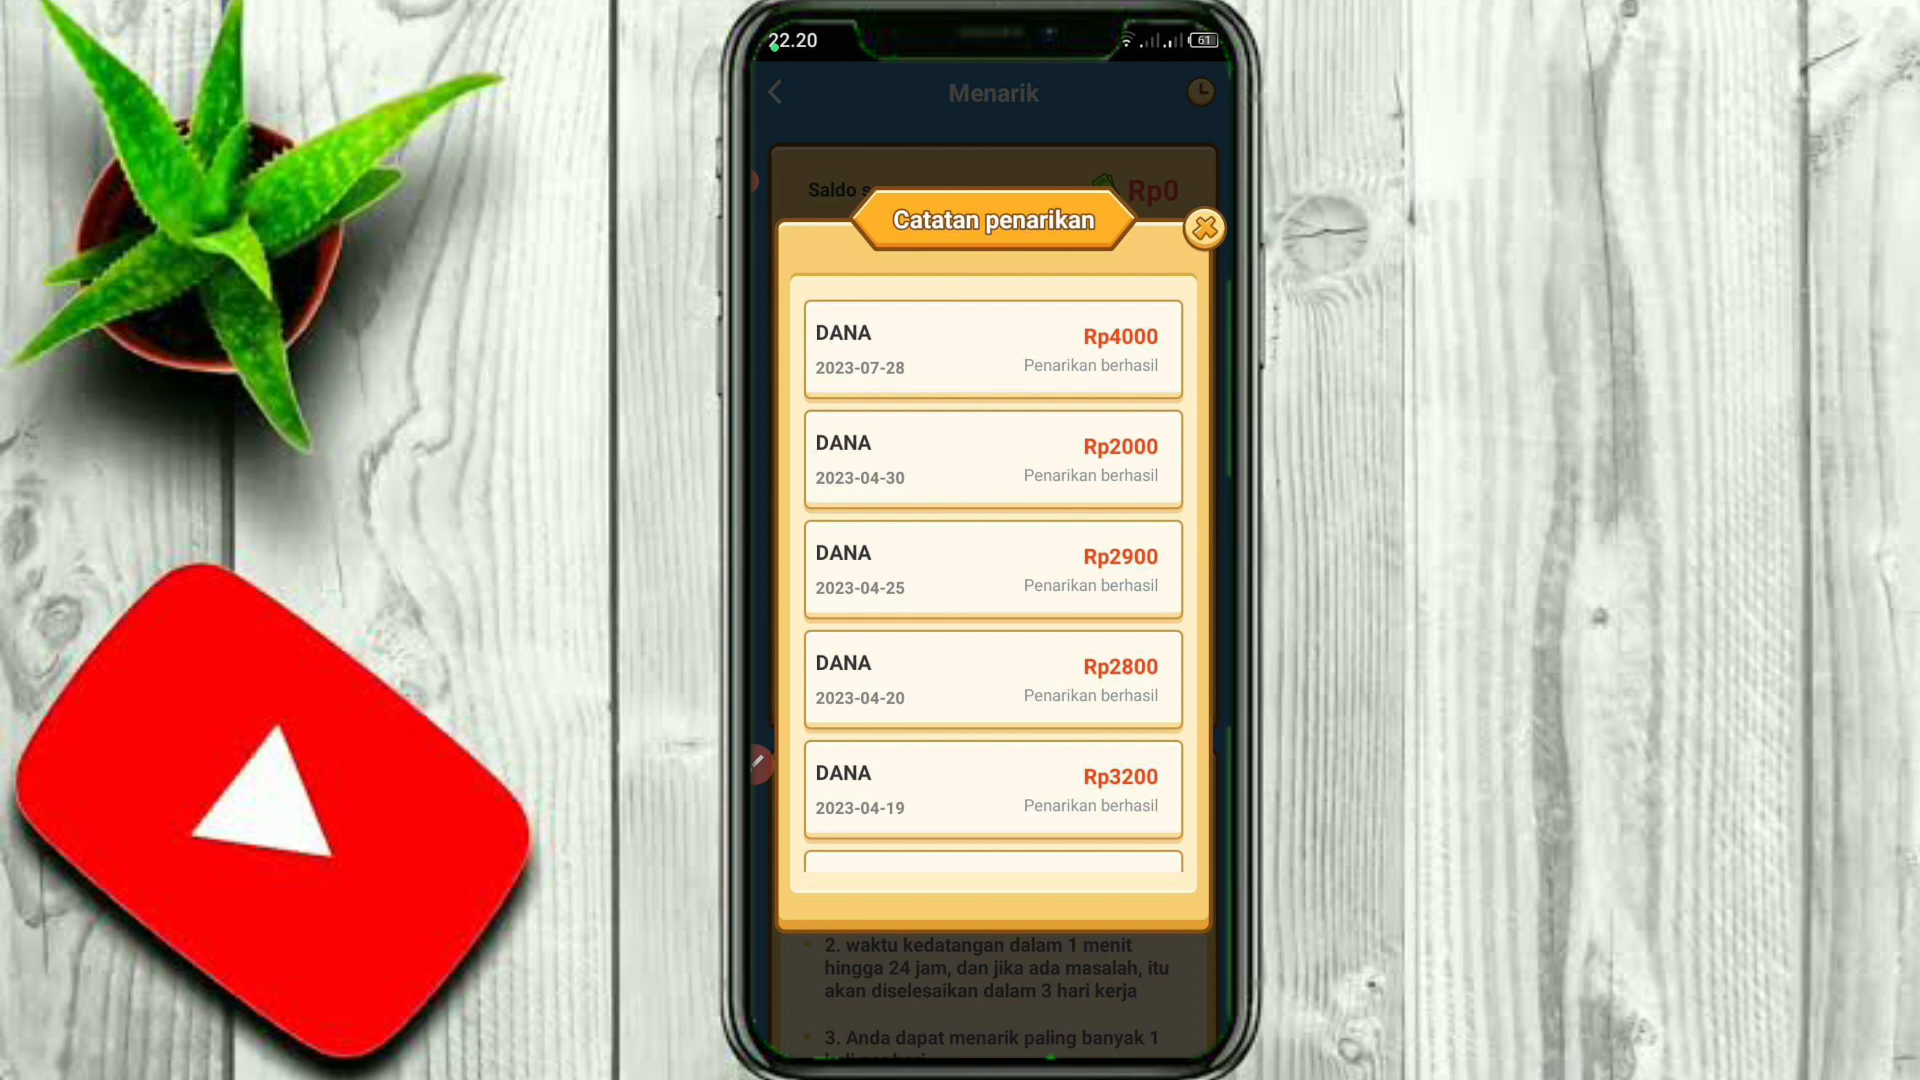 22.20
61
Menarik
Saldo s
Rp0
Catatan penarikan
DANA
Rp4000
2023-07-28
Penarikan berhasil
DANA
Rp2000
2023-04-30
Penarikan berhasil
DANA
Rp2900
2023-04-25
Penarikan berhasil
DANA
Rp2800
2023-04-20
Penarikan berhasil
DANA
Rp3200
2023-04-19
Penarikan berhasil
2. waktu kedatangan dalam 1 menit
hingga 24 jam, dan jika ada masalah, itu
akan diselesaikan dalam 3 hari kerja
3. Anda dapat menarik paling banyak 1